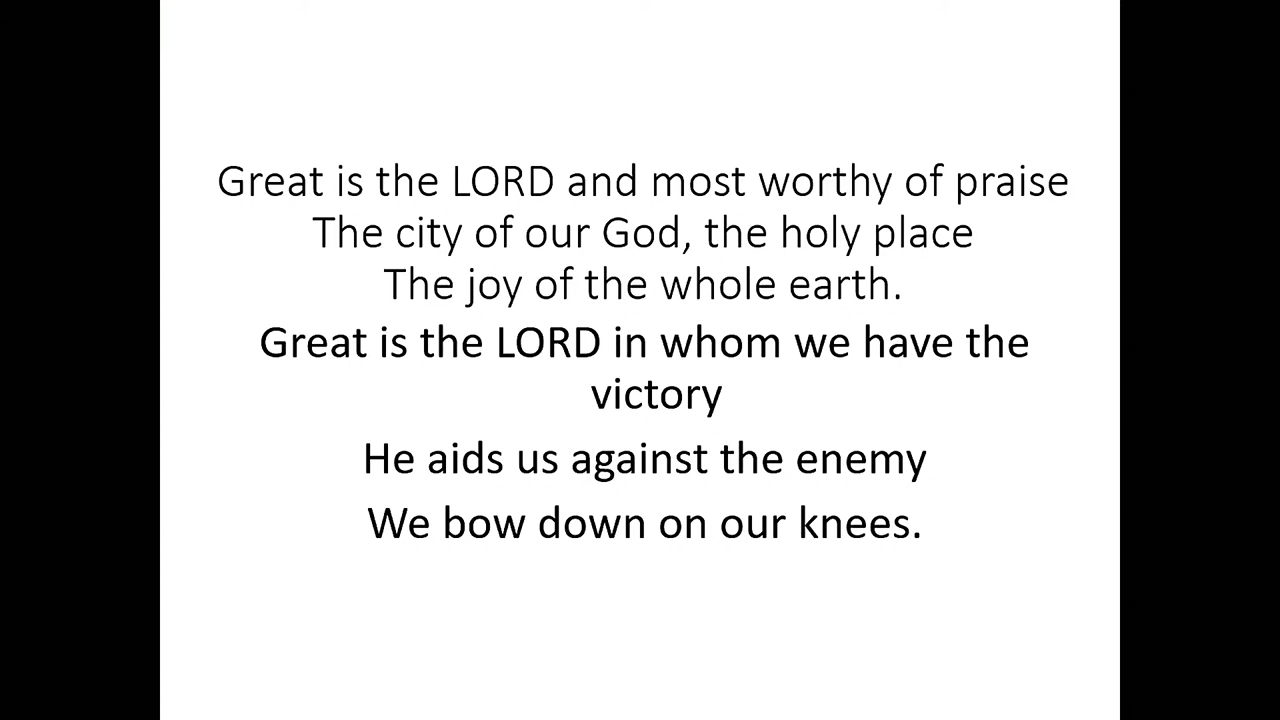 Great is the LORD and most worthy of praise
The city of our God, the holy place
The joy of the whole earth.
Great is the LORD in whom we have the
victory
He aids us against the enemy
We bow down on our knees.